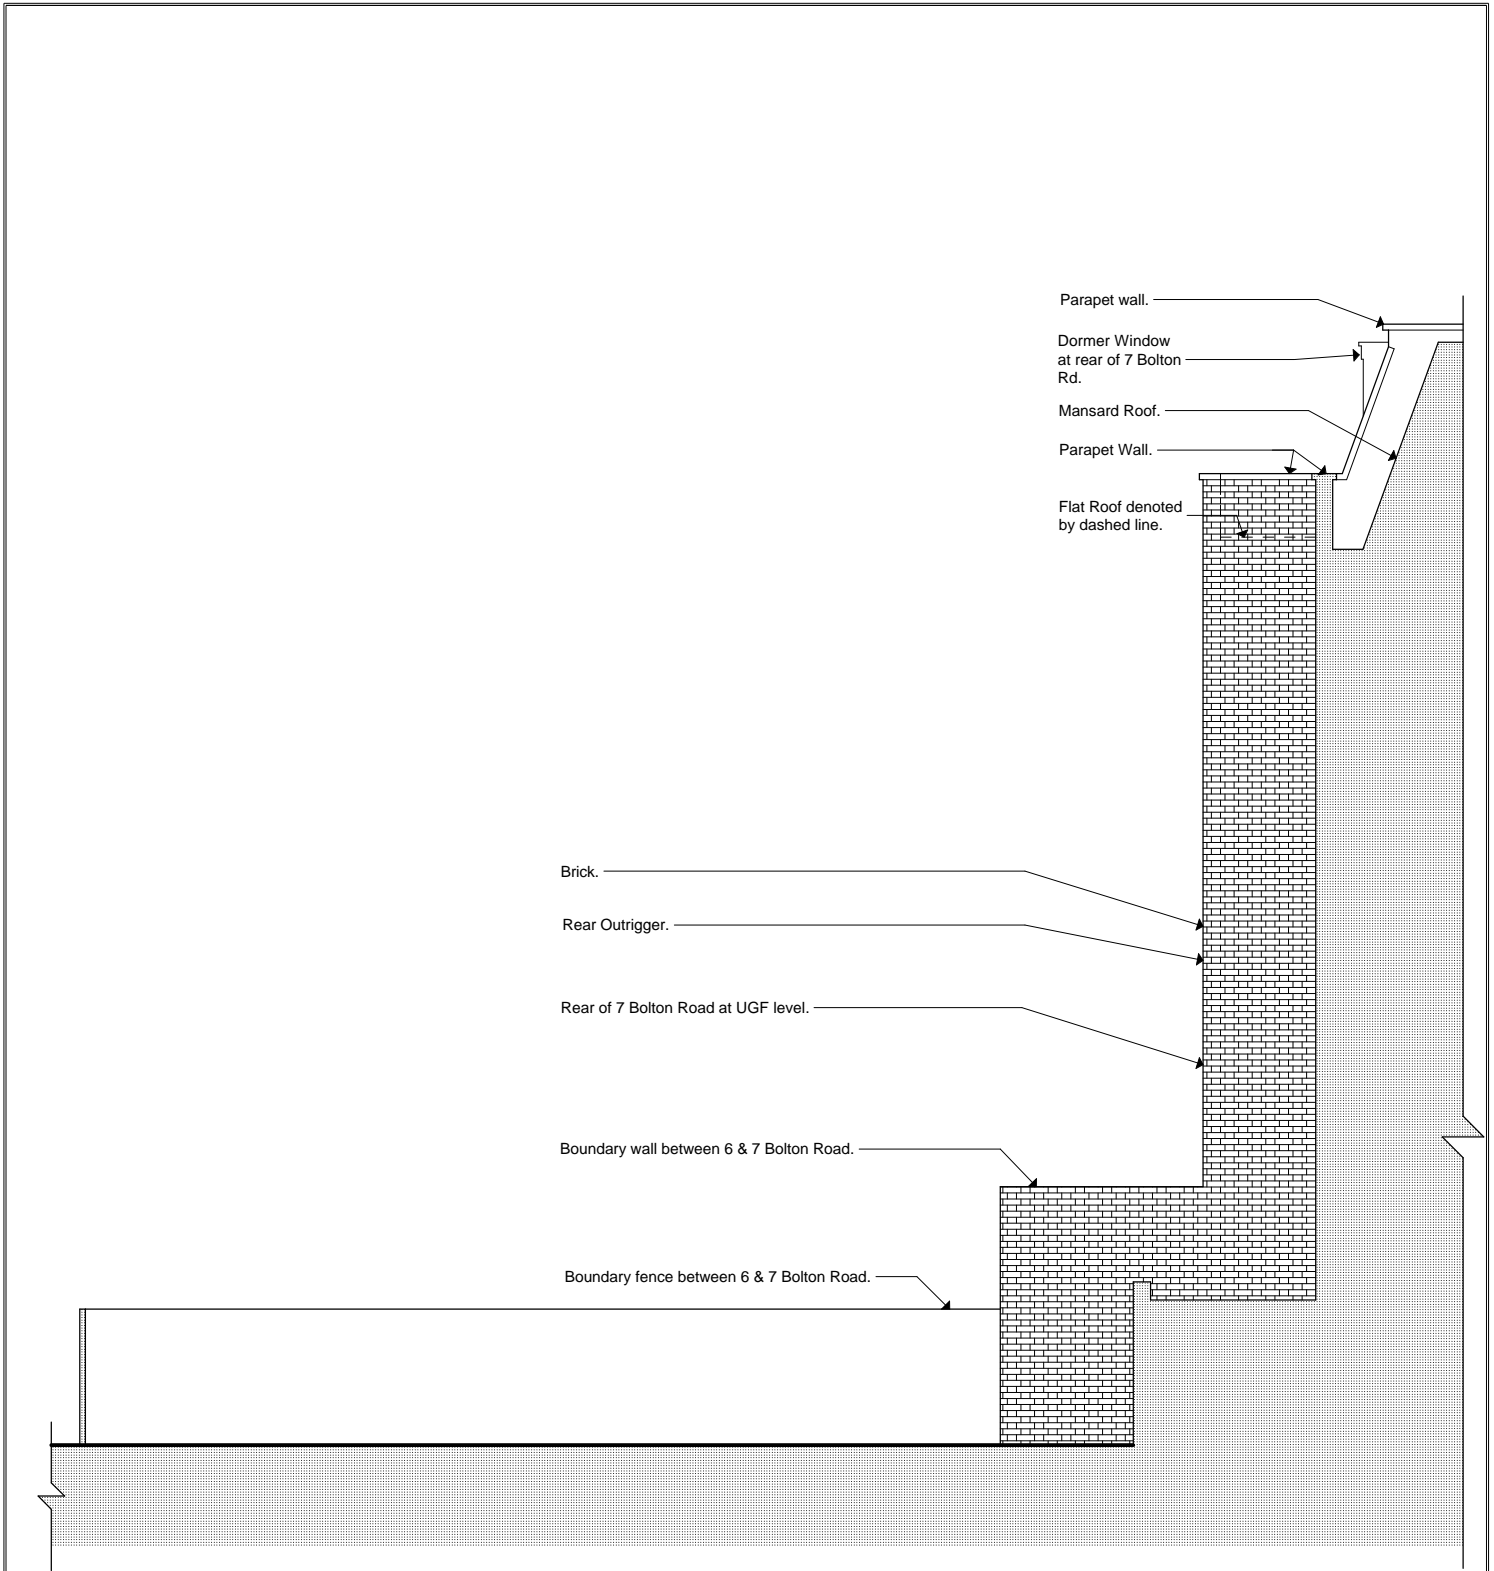 Parapet wall.
Dormer Window
at rear of 7 Bolton
Rd.
Mansard Roof.
Parapet Wall.
Flat Roof denoted
by dashed line.
Brick.
Rear Outrigger.
Rear of 7 Bolton Road at UGF level.
Boundary wall between 6 & 7 Bolton Road.
Boundary fence between 6 & 7 Bolton Road.